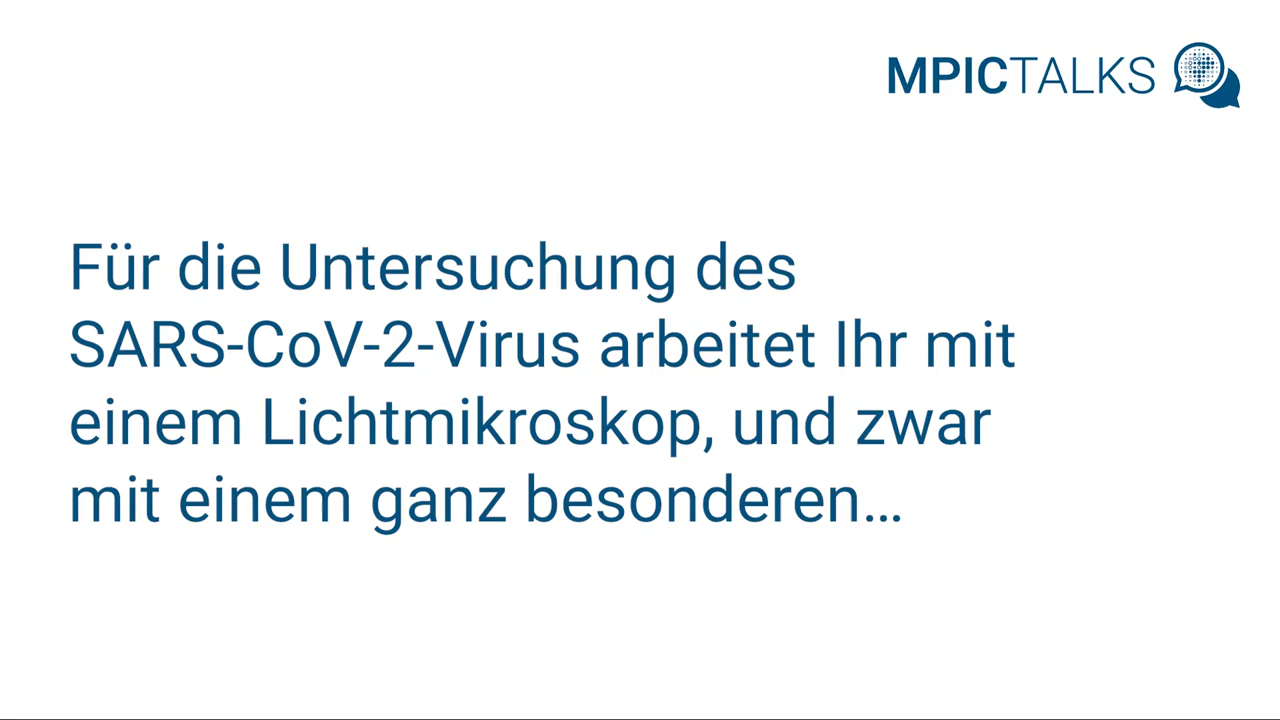 MPICTALKS
Für die Untersuchung des
SARS-CoV-2-Virus arbeitet Ihr mit
einem Lichtmikroskop, und zwar
mit einem ganz besonderen...